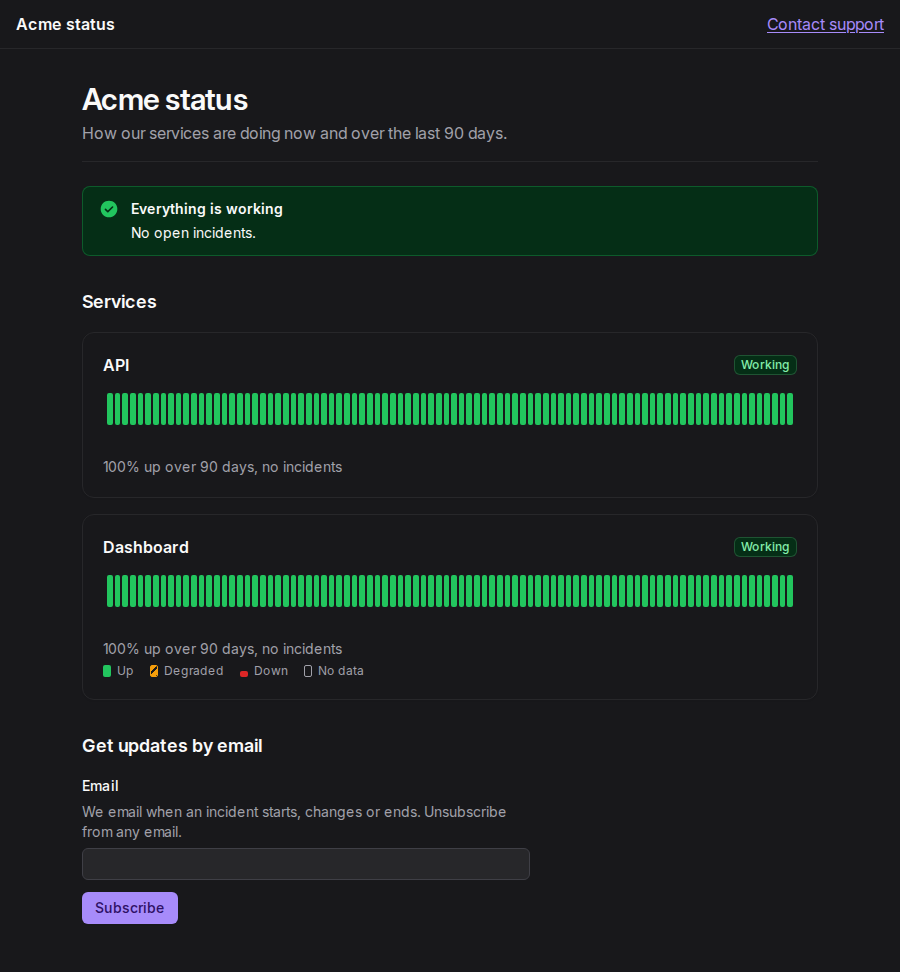 Acme status
Contact support
Acme status
How our services are doing now and over the last 90 days.
Everything is working
No open incidents.
Services
API
Working
100% up over 90 days, no incidents
Dashboard
Working
100% up over 90 days, no incidents
Up
Degraded
Down
No data
Get updates by email
Email
We email when an incident starts, changes or ends. Unsubscribe
from any email.
Subscribe